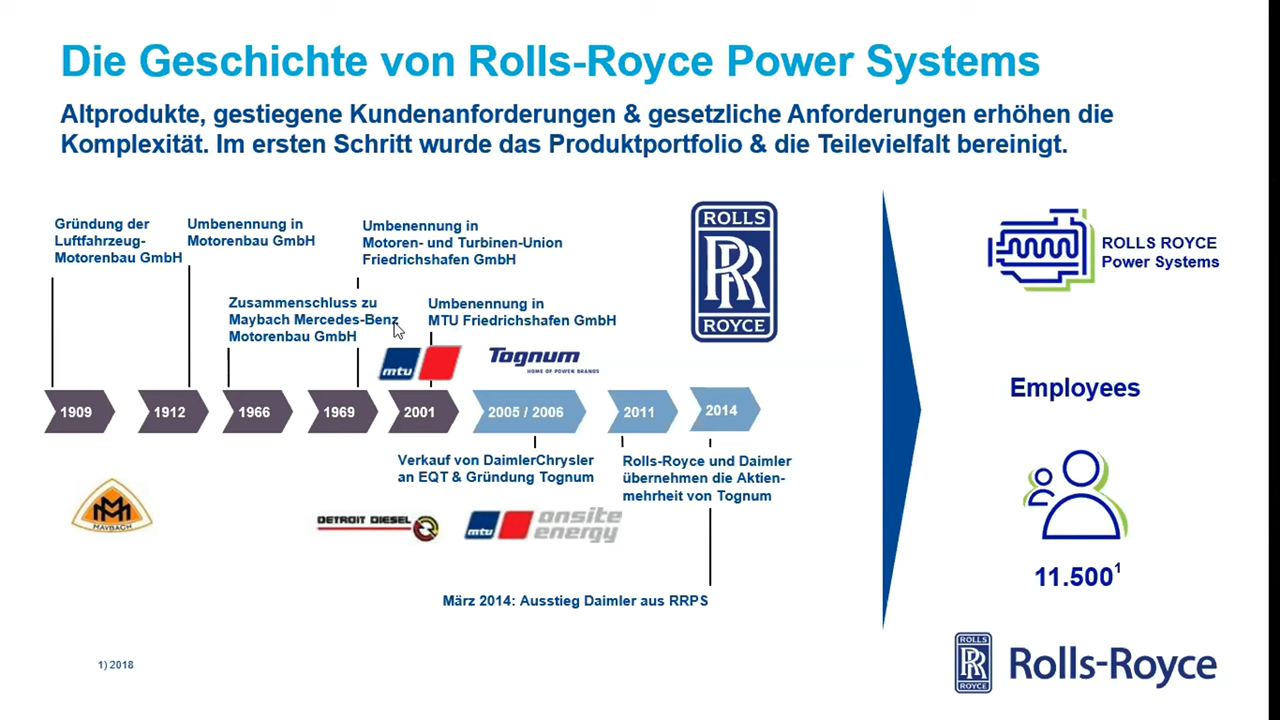 Die Geschichte von Rolls-Royce Power Systems
Altprodukte, gestiegene Kundenanforderungen & gesetzliche Anforderungen erhöhen die
Komplexität. Im ersten Schritt wurde das Produktportfolio & die Teilevielfalt bereinigt.
Gründung der
Luftfahrzeug-
Motorenbau GmbH
Umbenennung in
Motorenbau GmbH
Umbenennung in
Motoren- und Turbinen-Union
Friedrichshafen GmbH
Zusammenschluss zu
Maybach Mercedes-Benz
Motorenbau GmbH
Umbenennung in
MTU Friedrichshafen GmbH
mtu
Tognum
HOME OF POWER BRANDS
ROLLS
RR
ROYCE
1909
1912
1966
1969
2001
2005 / 2006
2011
2014
Verkauf von DaimlerChrysler
an EQT & Gründung Tognum
Rolls-Royce und Daimler
übernehmen die Aktien-
mehrheit von Tognum
MM
MAYBACH
DETROIT DIESEL
mtu
onsite
energy
März 2014: Ausstieg Daimler aus RRPS
ROLLS ROYCE
Power Systems
Employees
11.500¹
1) 2018
ROLLS
RR
ROYCE
Rolls-Royce